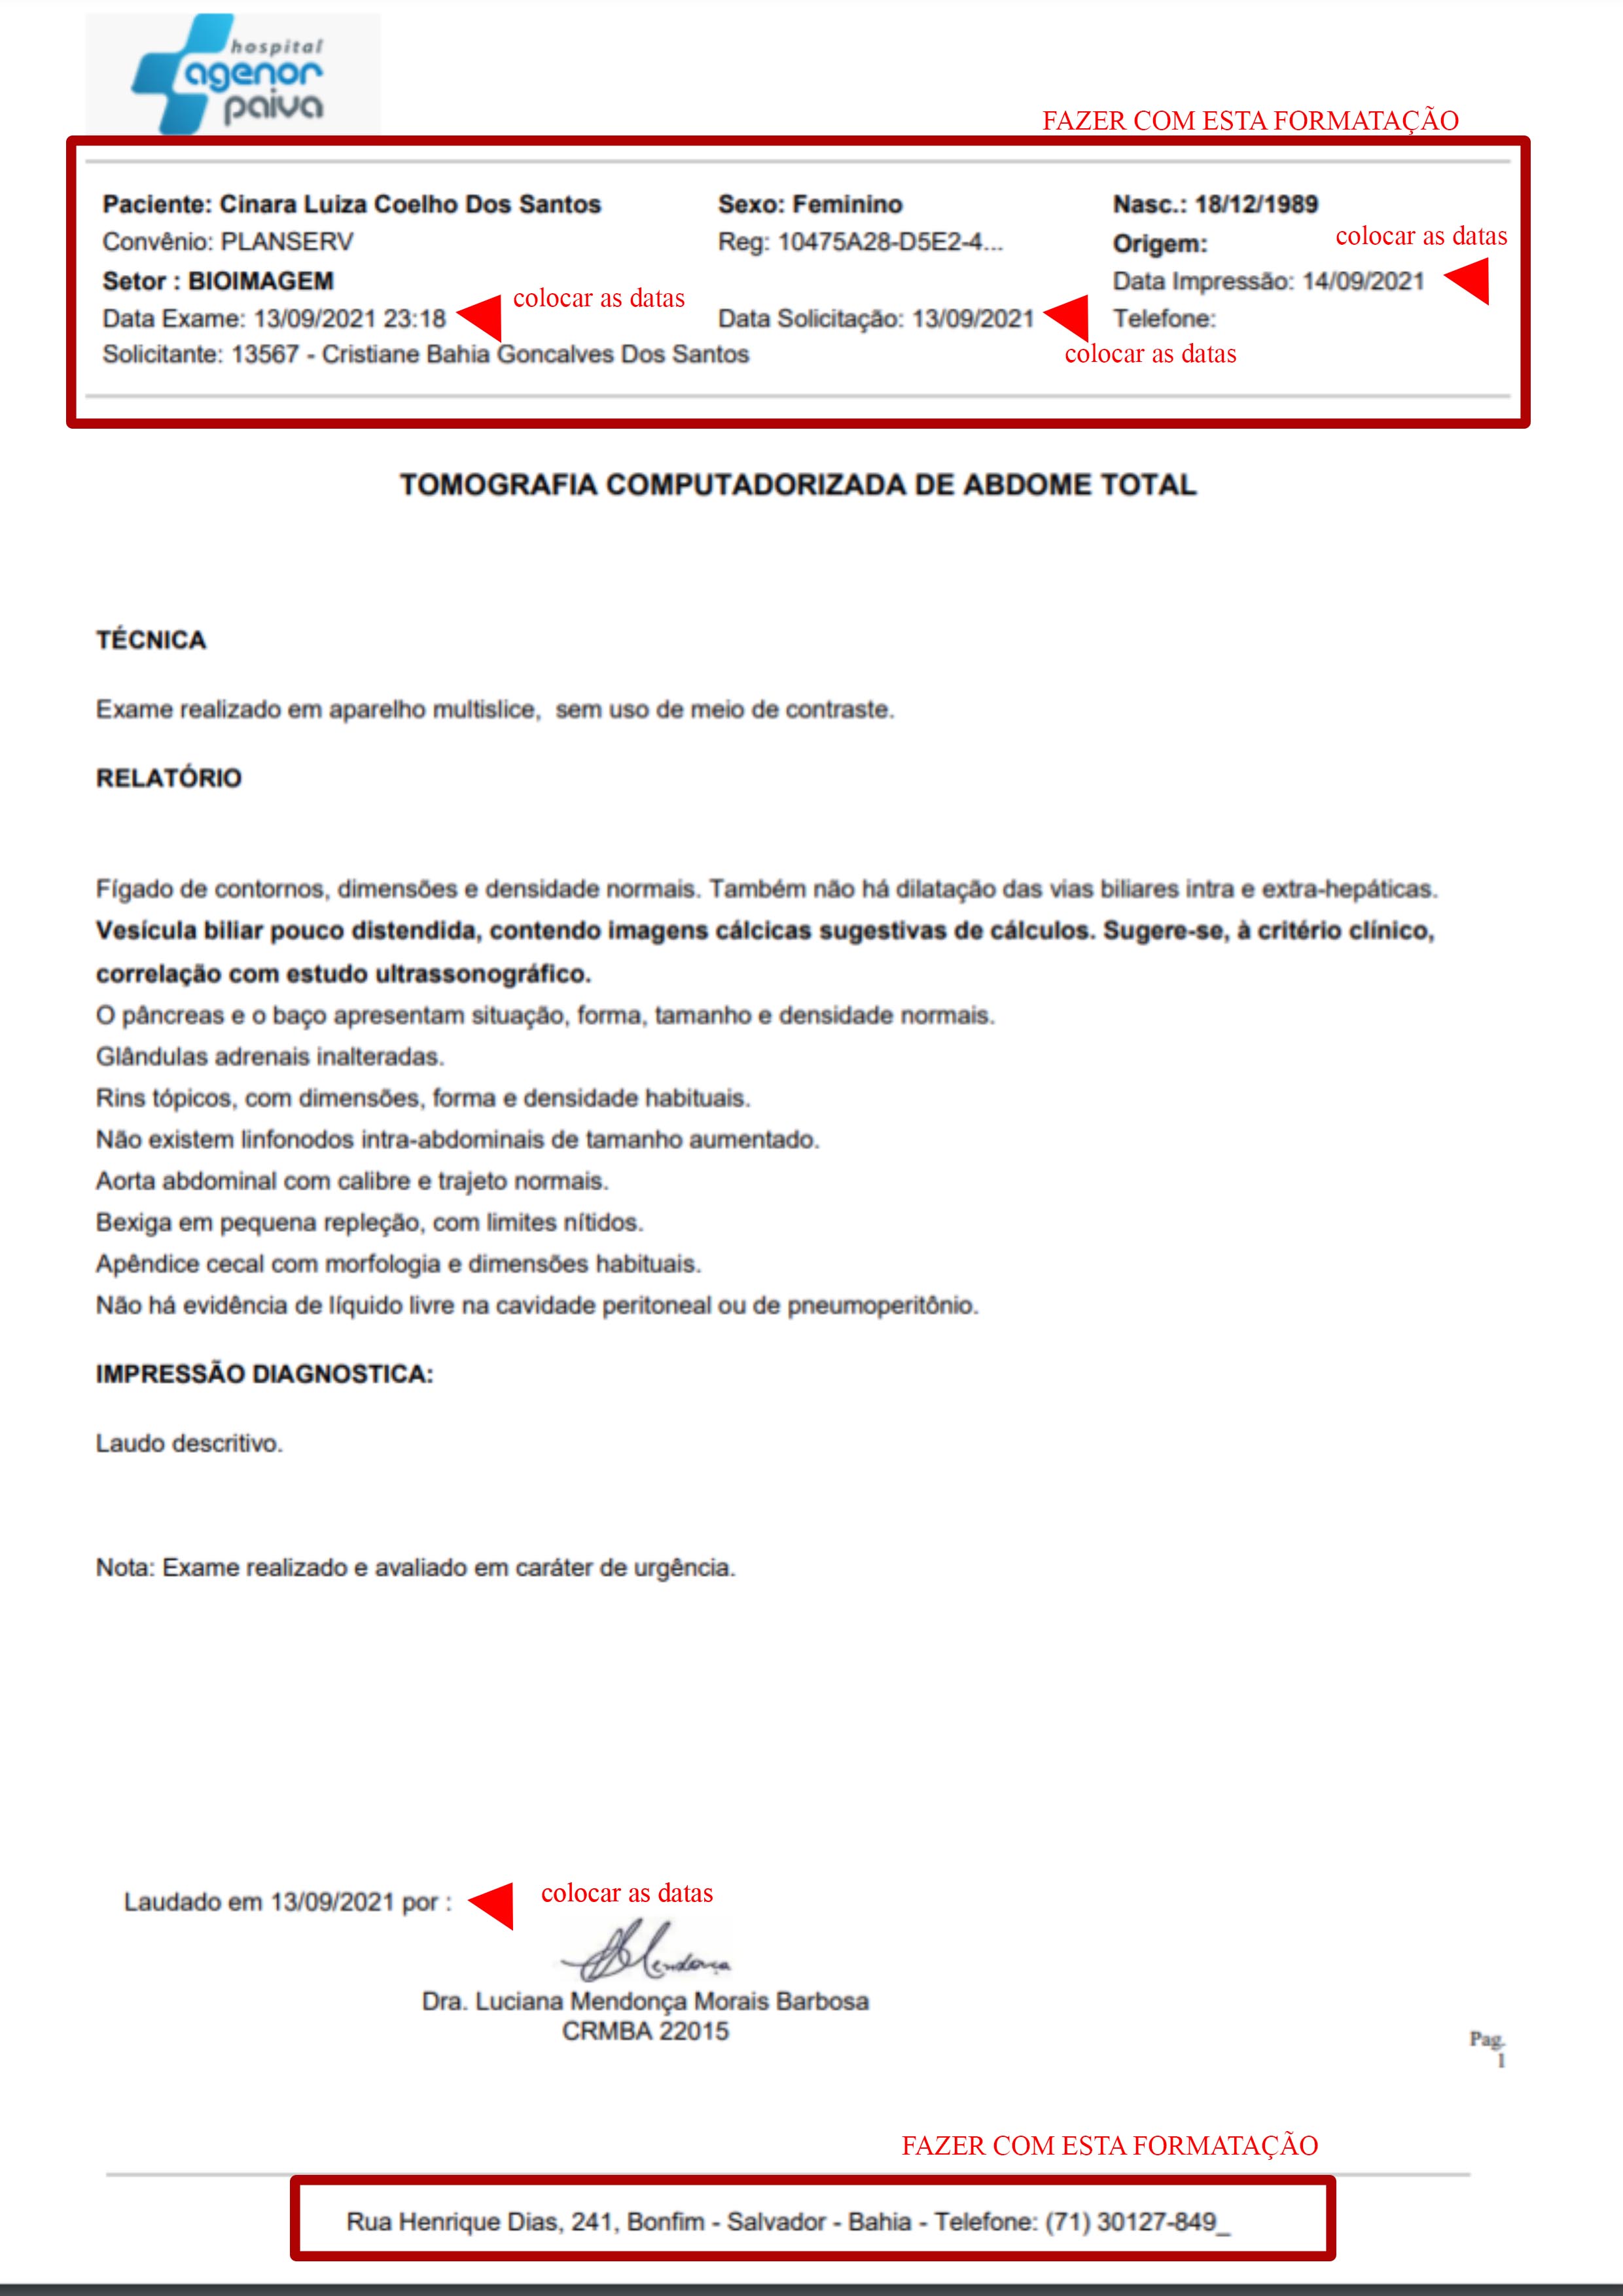 hospital
agenor
paiva
FAZER COM ESTA FORMATAÇÃO
Paciente: Cinara Luiza Coelho Dos Santos Sexo: Feminino Nasc.: 18/12/1989
Convênio: PLANSERV Reg: 10475A28-D5E2-4... Origem: colocar as datas
Setor : BIOIMAGEM Data Impressão: 14/09/2021
Data Exame: 13/09/2021 23:18 colocar as datas Data Solicitação: 13/09/2021 Telefone:
Solicitante: 13567 - Cristiane Bahia Goncalves Dos Santos colocar as datas
TOMOGRAFIA COMPUTADORIZADA DE ABDOME TOTAL
TÉCNICA
Exame realizado em aparelho multislice,  sem uso de meio de contraste.
RELATÓRIO
Fígado de contornos, dimensões e densidade normais. Também não há dilatação das vias biliares intra e extra-hepáticas.
Vesícula biliar pouco distendida, contendo imagens cálcicas sugestivas de cálculos. Sugere-se, à critério clínico,
correlação com estudo ultrassonográfico.
O pâncreas e o baço apresentam situação, forma, tamanho e densidade normais.
Glândulas adrenais inalteradas.
Rins tópicos, com dimensões, forma e densidade habituais.
Não existem linfonodos intra-abdominais de tamanho aumentado.
Aorta abdominal com calibre e trajeto normais.
Bexiga em pequena repleção, com limites nítidos.
Apêndice cecal com morfologia e dimensões habituais.
Não há evidência de líquido livre na cavidade peritoneal ou de pneumoperitônio.
IMPRESSÃO DIAGNOSTICA:
Laudo descritivo.
Nota: Exame realizado e avaliado em caráter de urgência.
Laudado em 13/09/2021 por : colocar as datas
Mendonça
Dra. Luciana Mendonça Morais Barbosa
CRMBA 22015
Pag.
1
FAZER COM ESTA FORMATAÇÃO
Rua Henrique Dias, 241, Bonfim - Salvador - Bahia - Telefone: (71) 30127-849_